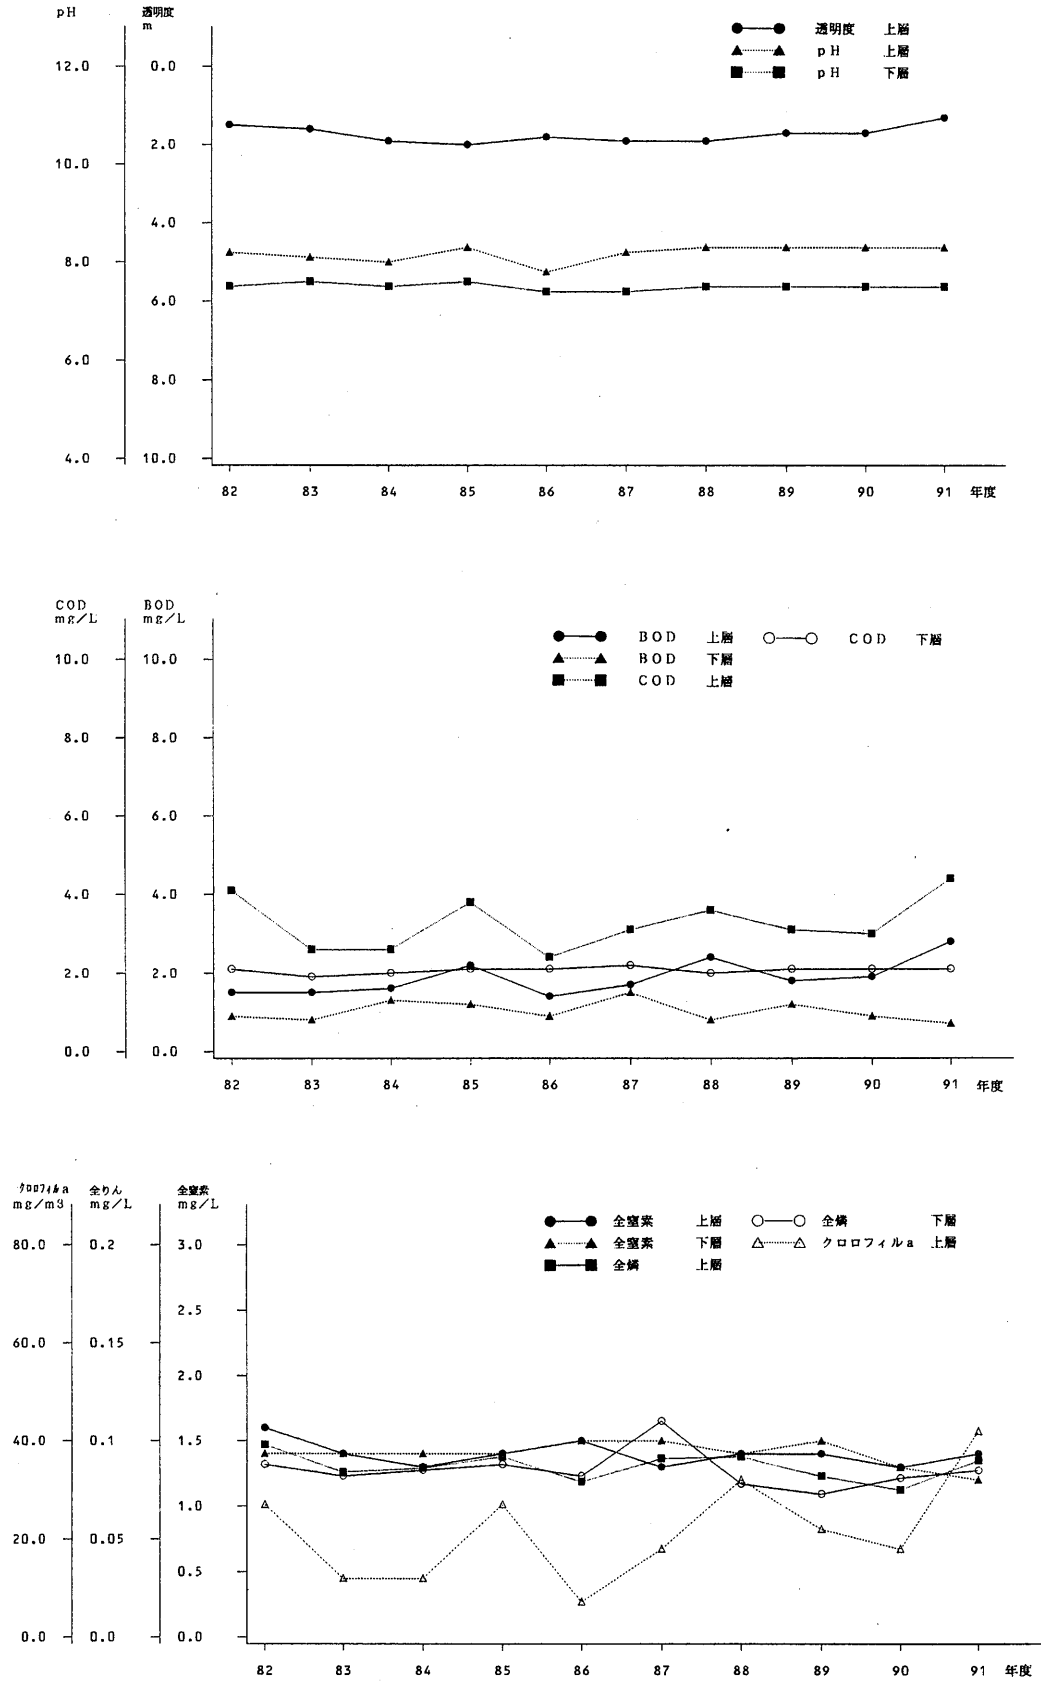 pH 透明度
m
透明度 上層
pH 上層
pH 下層
12.0 0.0
2.0
10.0
4.0
8.0
6.0
6.0
8.0
4.0 10.0
82 83 84 85 86 87 88 89 90 91 年度
COD BOD
mg/L mg/L
BOD 上層 COD 下層
BOD 下層
COD 上層
10.0 10.0
8.0 8.0
6.0 6.0
4.0 4.0
2.0 2.0
0.0 0.0
82 83 84 85 86 87 88 89 90 91 年度
クロロフィルa 全りん 全窒素
mg/m3 mg/L mg/L
全窒素 上層 全燐 下層
全窒素 下層 クロロフィルa 上層
全燐 上層
80.0 0.2 3.0
2.5
60.0 0.15
2.0
40.0 0.1 1.5
1.0
20.0 0.05
0.5
0.0 0.0 0.0
82 83 84 85 86 87 88 89 90 91 年度